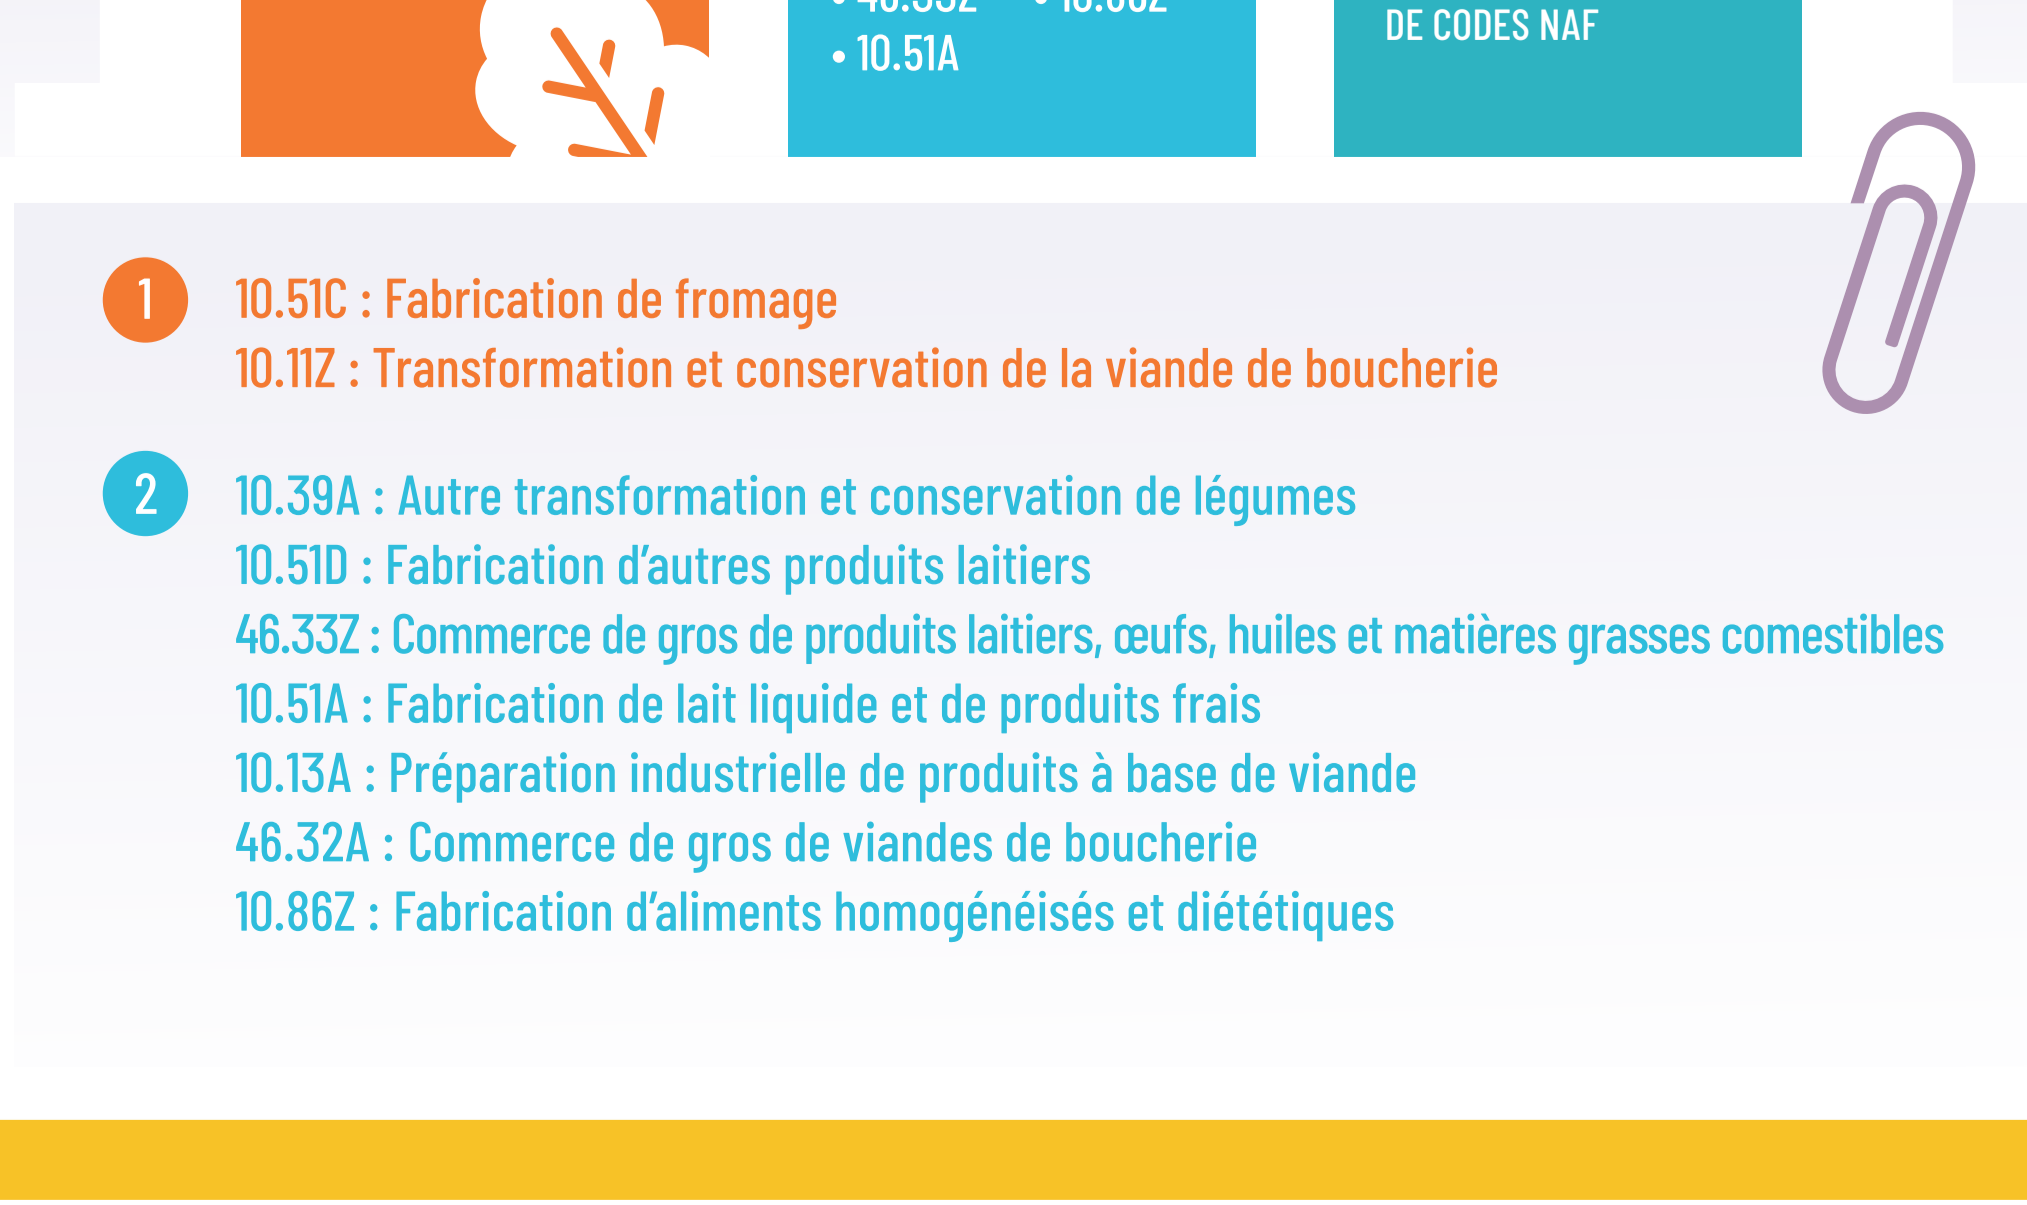 • 46.33Z • 10.86Z
• 10.51A
DE CODES NAF
1
10.51C : Fabrication de fromage
10.11Z : Transformation et conservation de la viande de boucherie
2
10.39A : Autre transformation et conservation de légumes
10.51D : Fabrication d’autres produits laitiers
46.33Z : Commerce de gros de produits laitiers, œufs, huiles et matières grasses comestibles
10.51A : Fabrication de lait liquide et de produits frais
10.13A : Préparation industrielle de produits à base de viande
46.32A : Commerce de gros de viandes de boucherie
10.86Z : Fabrication d’aliments homogénéisés et diététiques